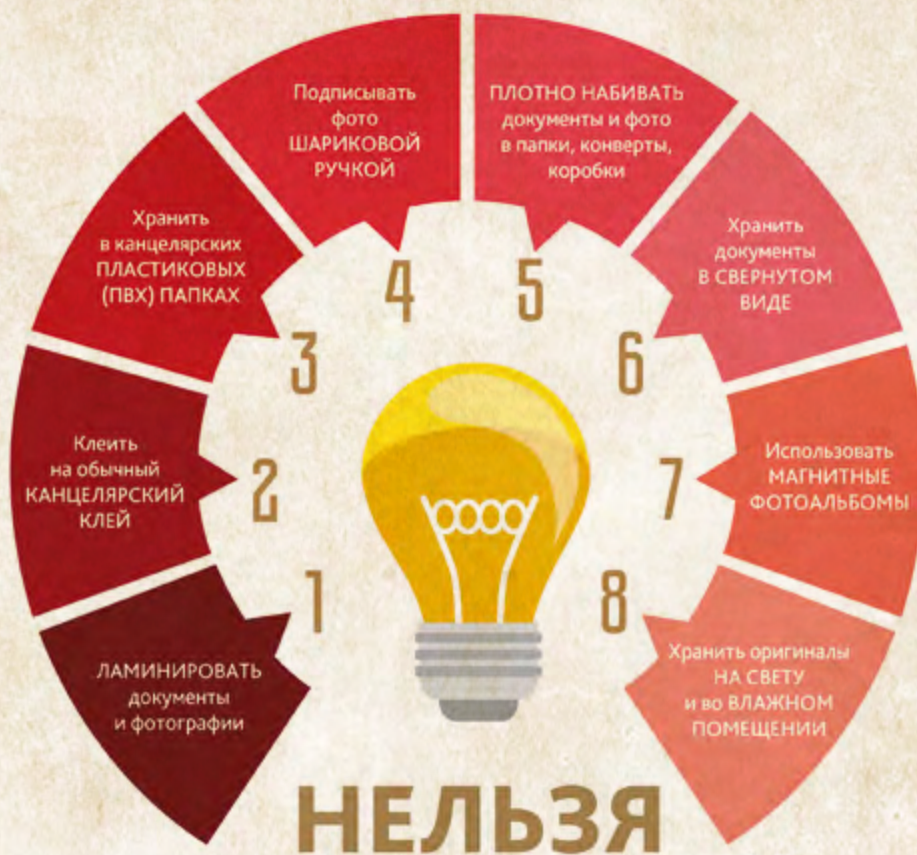 1
ЛАМИНИРОВАТЬ
документы
и фотографии
2
Клеить
на обычный
КАНЦЕЛЯРСКИЙ
КЛЕЙ
3
Хранить
в канцелярских
ПЛАСТИКОВЫХ
(ПВХ) ПАПКАХ
4
Подписывать
фото
ШАРИКОВОЙ
РУЧКОЙ
5
ПЛОТНО НАБИВАТЬ
документы и фото
в папки, конверты,
коробки
6
Хранить
документы
В СВЕРНУТОМ
ВИДЕ
7
Использовать
МАГНИТНЫЕ
ФОТОАЛЬБОМЫ
8
Хранить оригиналы
НА СВЕТУ
и во ВЛАЖНОМ
ПОМЕЩЕНИИ
НЕЛЬЗЯ